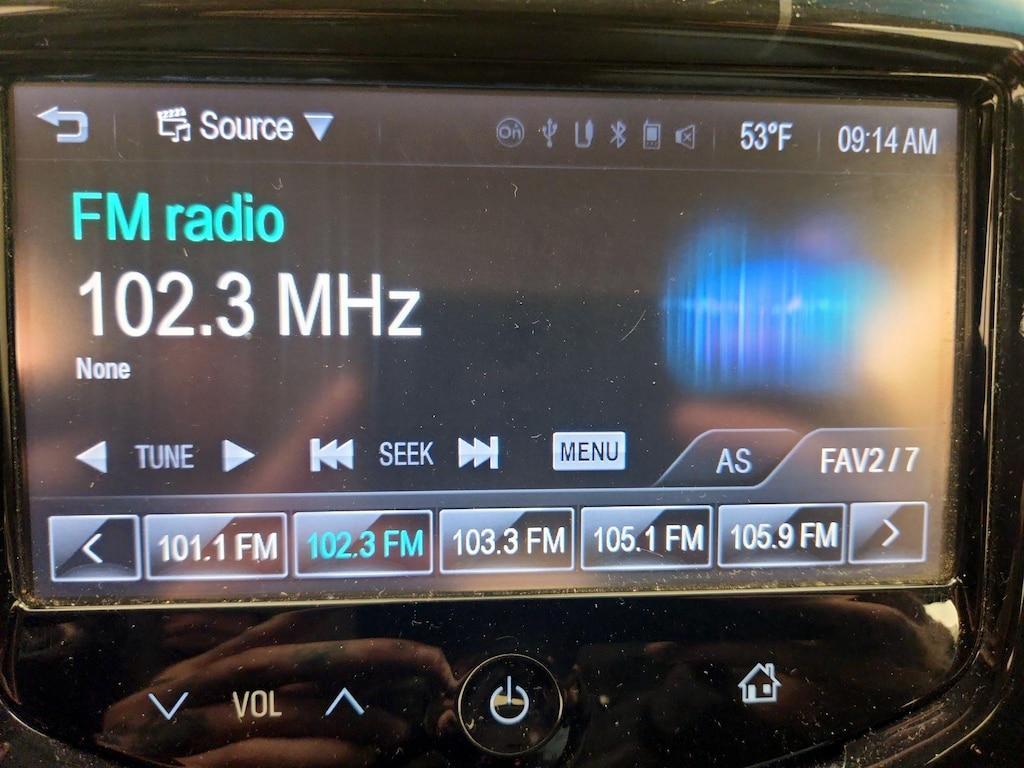 Source On 53°F 09:14 AM
FM radio
102.3 MHz
None
TUNE SEEK MENU AS FAV2/7
101.1 FM 102.3 FM 103.3 FM 105.1 FM 105.9 FM
VOL